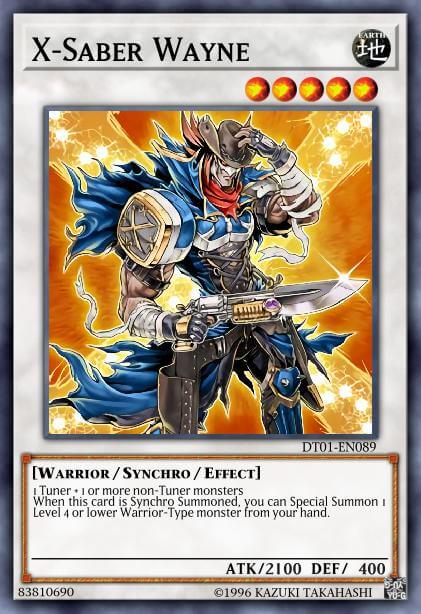 X-Saber Wayne
EARTH
地
DT01-EN089
[Warrior / Synchro / Effect]
1 Tuner + 1 or more non-Tuner monsters
When this card is Synchro Summoned, you can Special Summon 1
Level 4 or lower Warrior-Type monster from your hand.
ATK/2100 DEF/ 400
83810690
©1996 KAZUKI TAKAHASHI